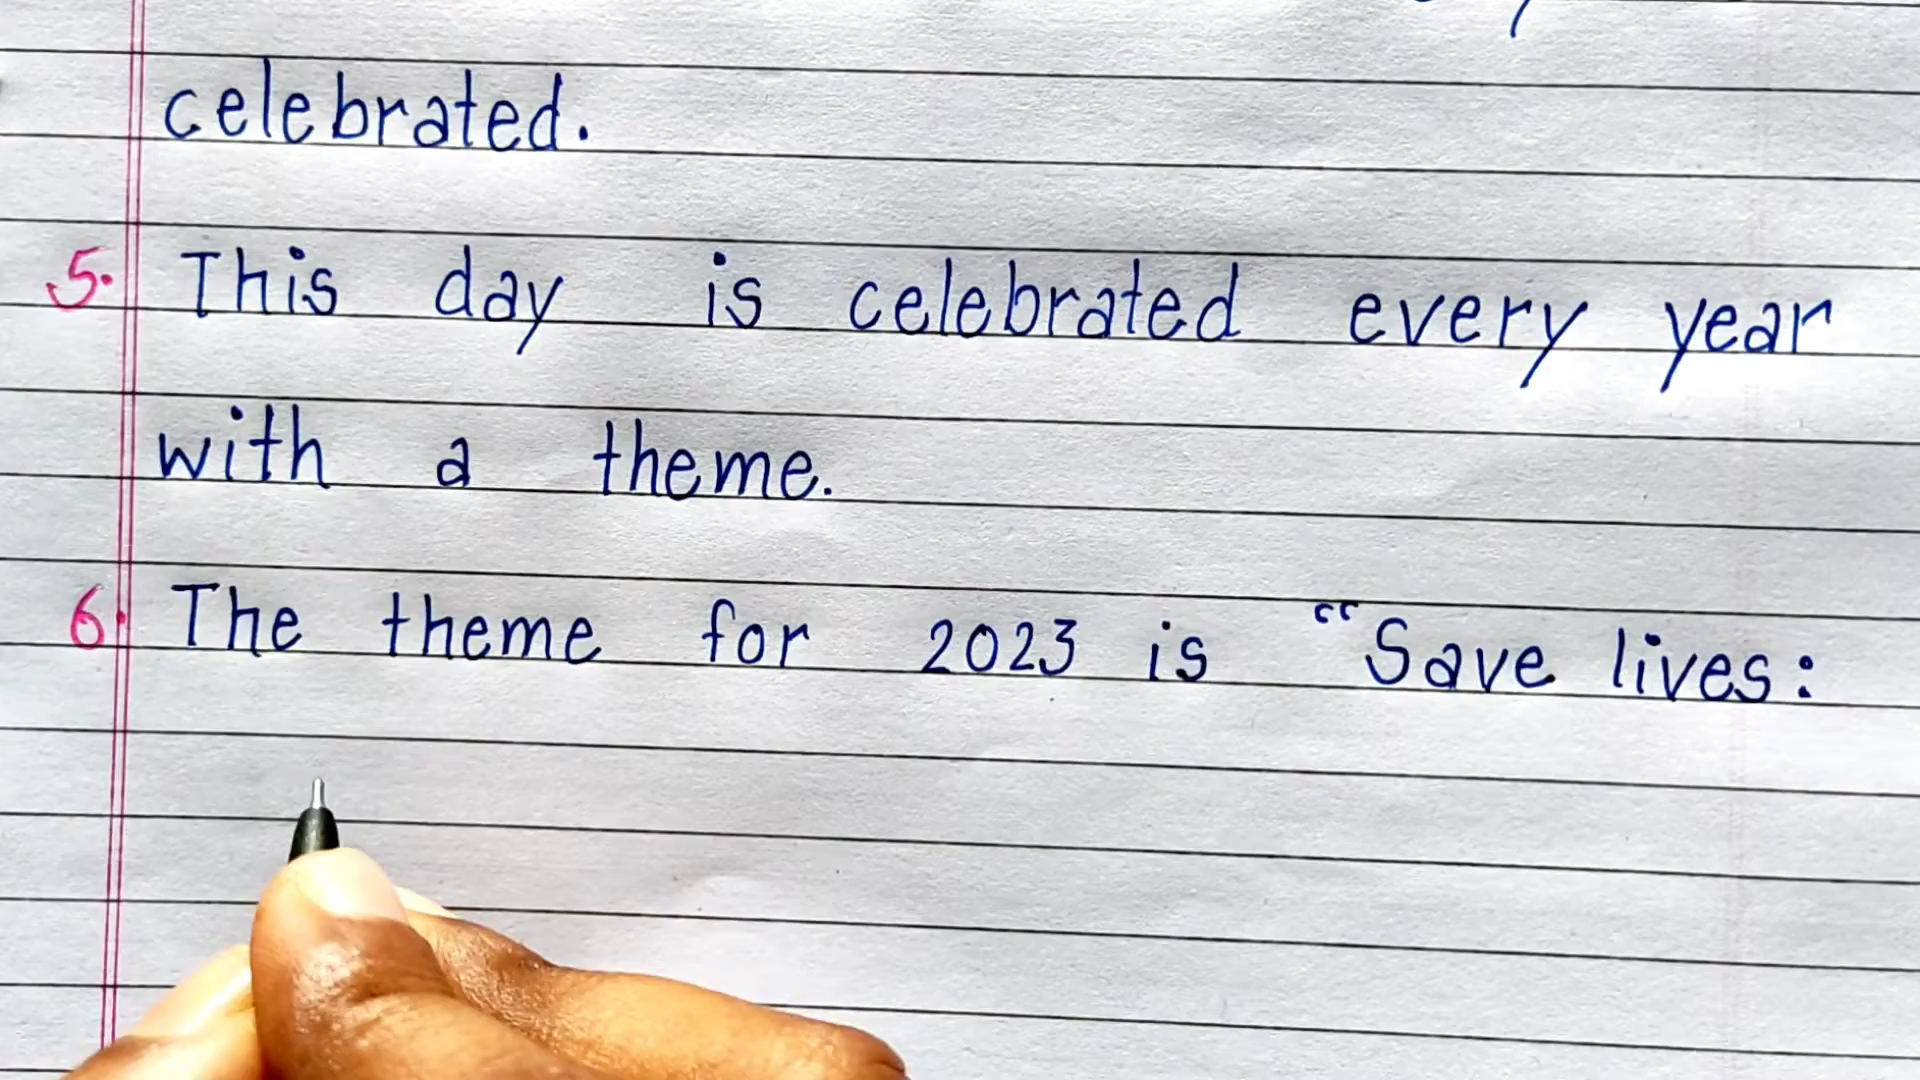 celebrated.
5. This day is celebrated every year
with a theme.
6. The theme for 2023 is "Save lives: